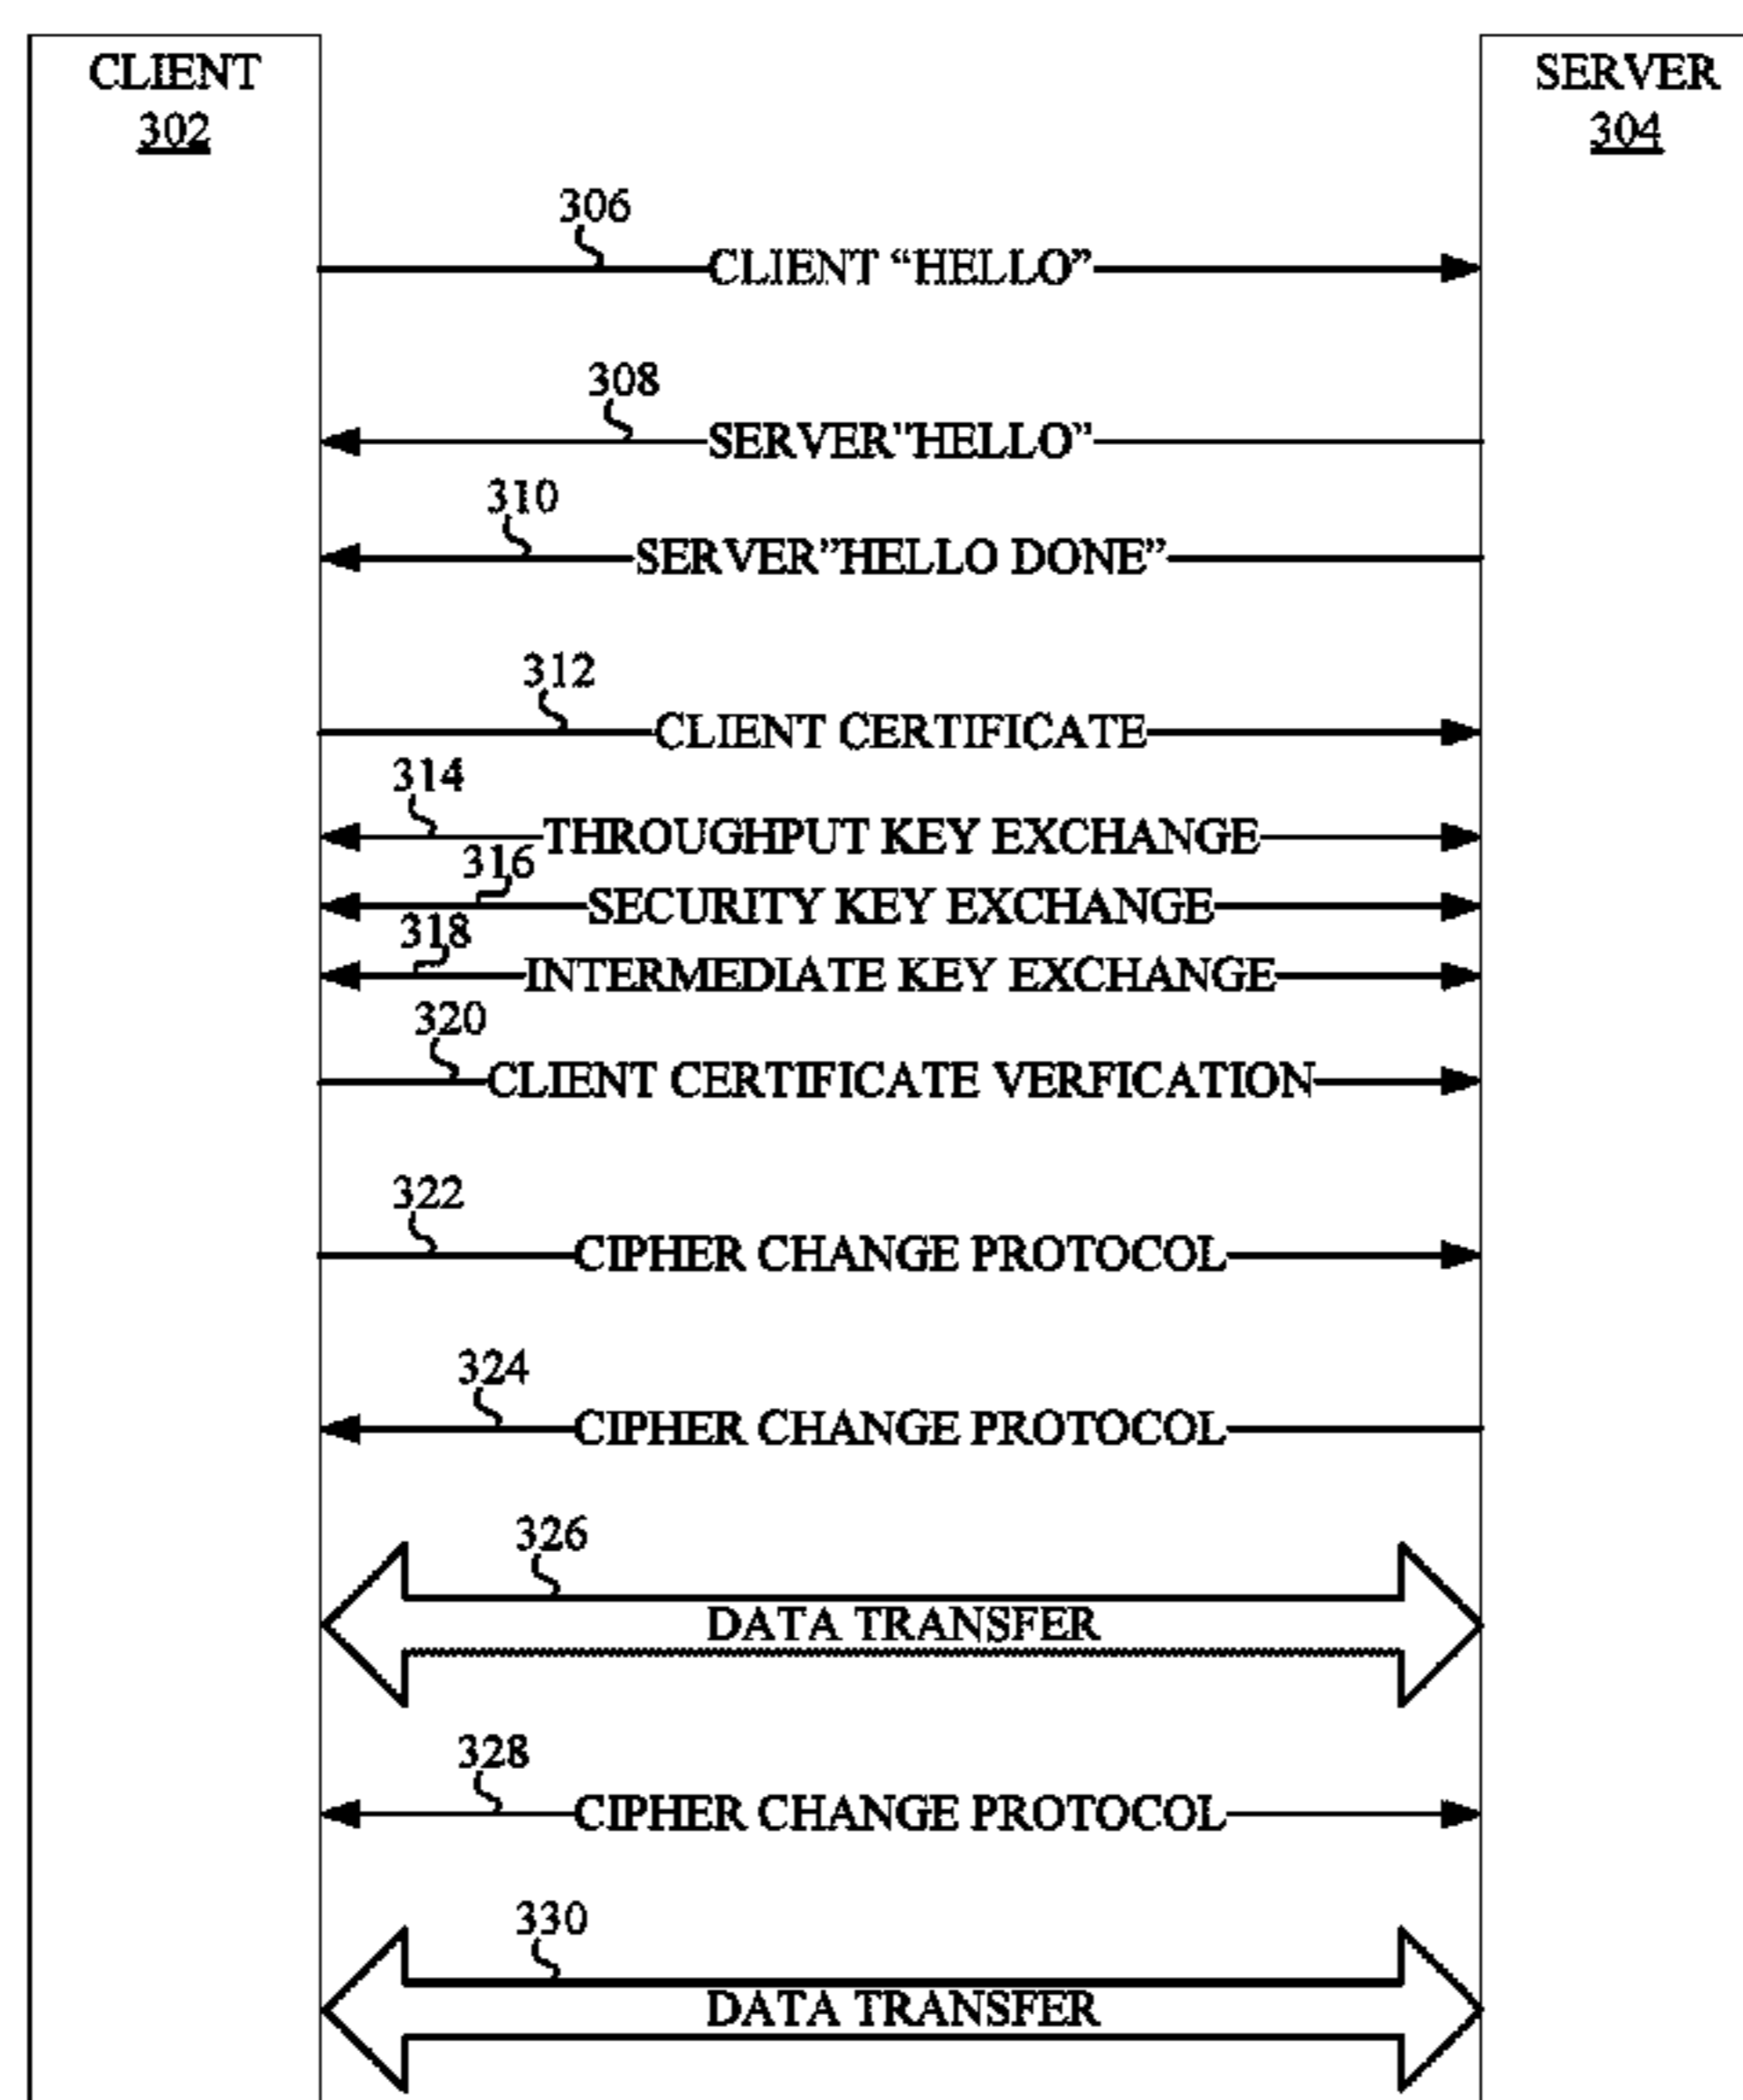 CLIENT
302
SERVER
304
306
CLIENT “HELLO”
308
SERVER"HELLO”
310
SERVER”HELLO DONE”
312
CLIENT CERTIFICATE
314
THROUGHPUT KEY EXCHANGE
316
SECURITY KEY EXCHANGE
318
INTERMEDIATE KEY EXCHANGE
320
CLIENT CERTIFICATE VERFICATION
322
CIPHER CHANGE PROTOCOL
324
CIPHER CHANGE PROTOCOL
326
DATA TRANSFER
328
CIPHER CHANGE PROTOCOL
330
DATA TRANSFER